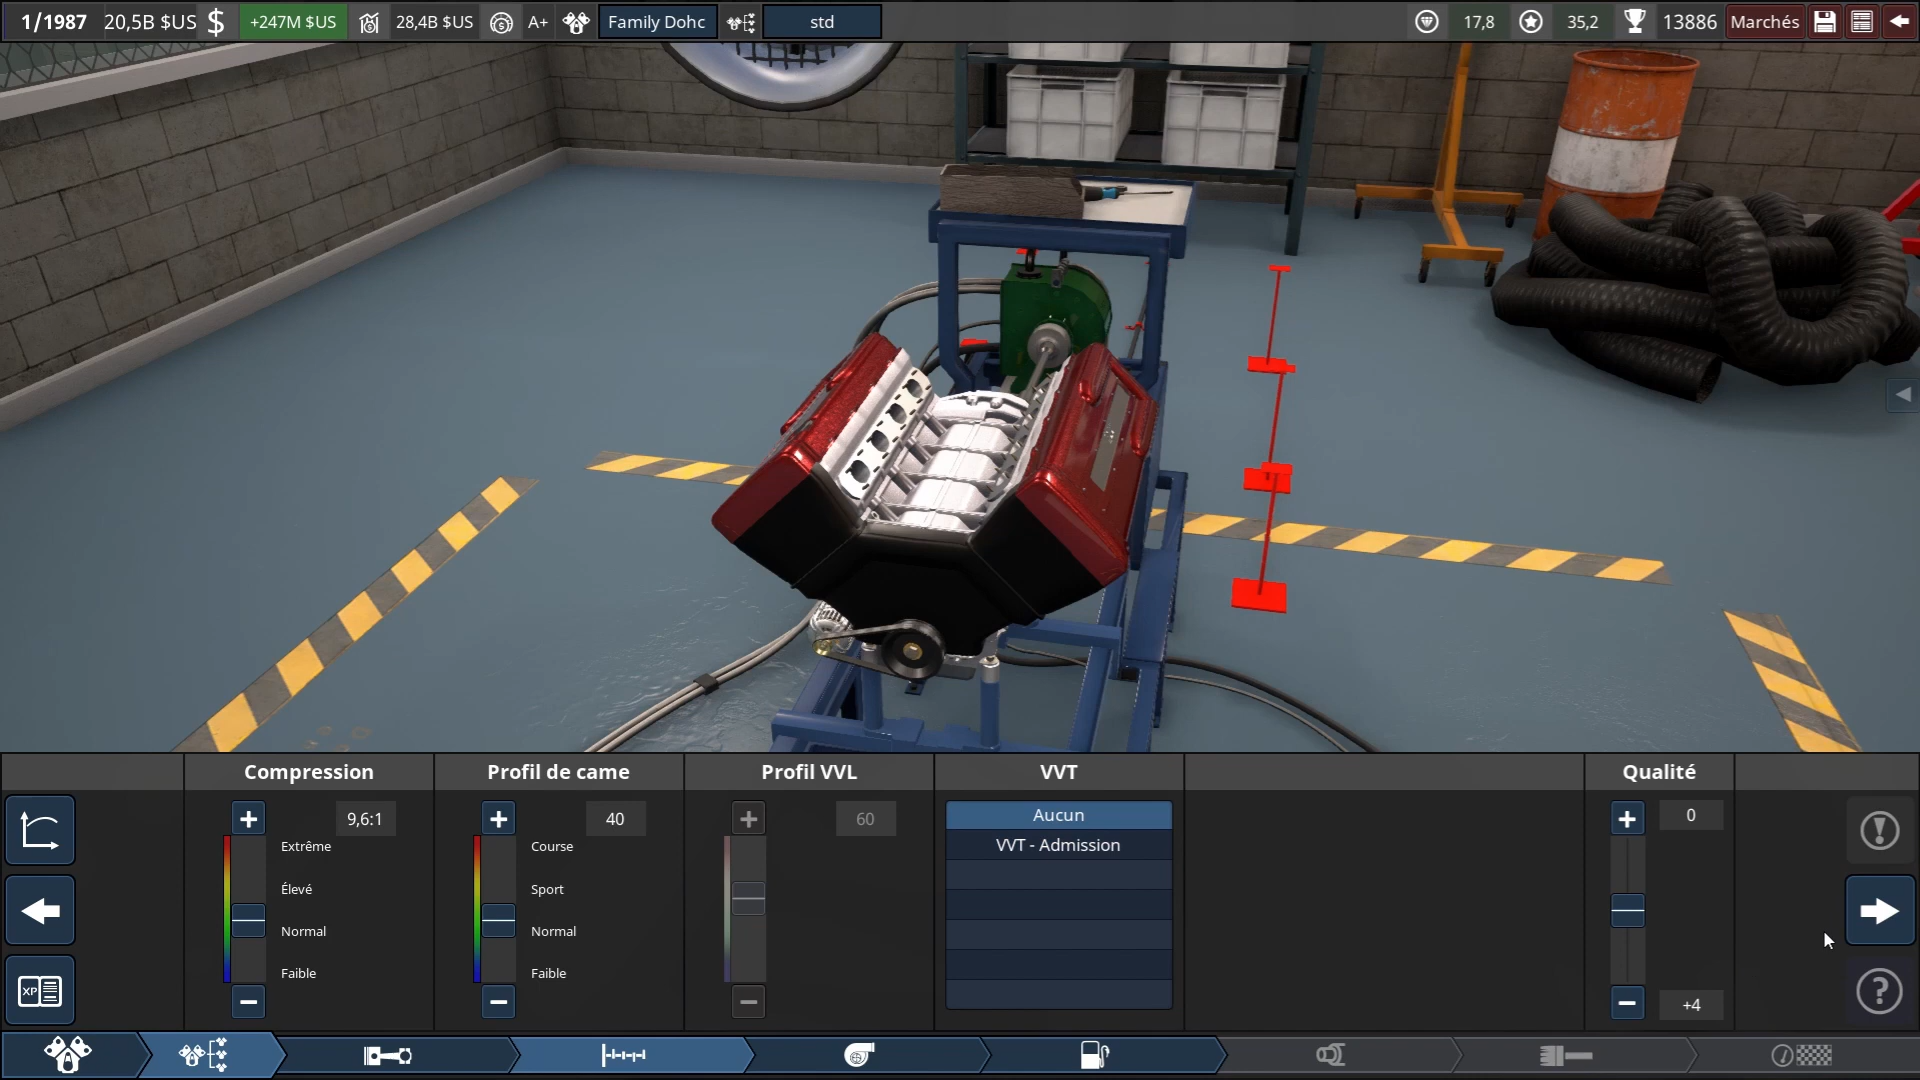 1/1987 20,5B $US $ +247M $US 28,4B $US A+ Family Dohc std 17,8 35,2 13886 Marchés
Compression
9,6:1
Extrême
Élevé
Normal
Faible
Profil de came
40
Course
Sport
Normal
Faible
Profil VVL
60
VVT
Aucun
VVT - Admission
Qualité
0
+4
XP